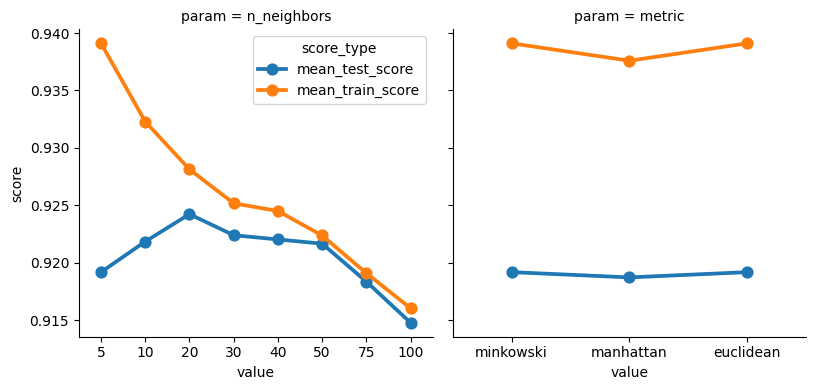 param = n_neighbors
param = metric
score_type
mean_test_score
mean_train_score
score
0.940
0.935
0.930
0.925
0.920
0.915
5 10 20 30 40 50 75 100
value
minkowski manhattan euclidean
value